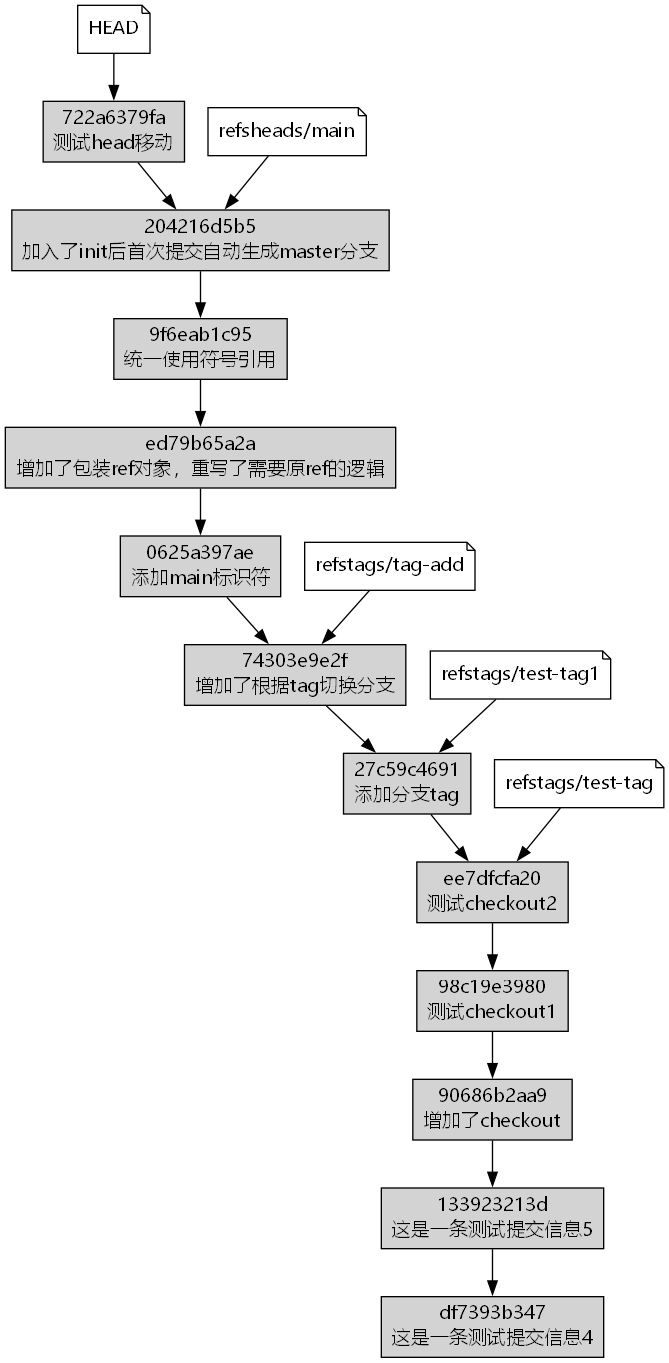 HEAD
722a6379fa
测试head移动
refsheads/main
204216d5b5
加入了init后首次提交自动生成master分支
9f6eab1c95
统一使用符号引用
ed79b65a2a
增加了包装ref对象，重写了需要原ref的逻辑
0625a397ae
添加main标识符
refstags/tag-add
74303e9e2f
增加了根据tag切换分支
refstags/test-tag1
27c59c4691
添加分支tag
refstags/test-tag
ee7dfcfa20
测试checkout2
98c19e3980
测试checkout1
90686b2aa9
增加了checkout
133923213d
这是一条测试提交信息5
df7393b347
这是一条测试提交信息4